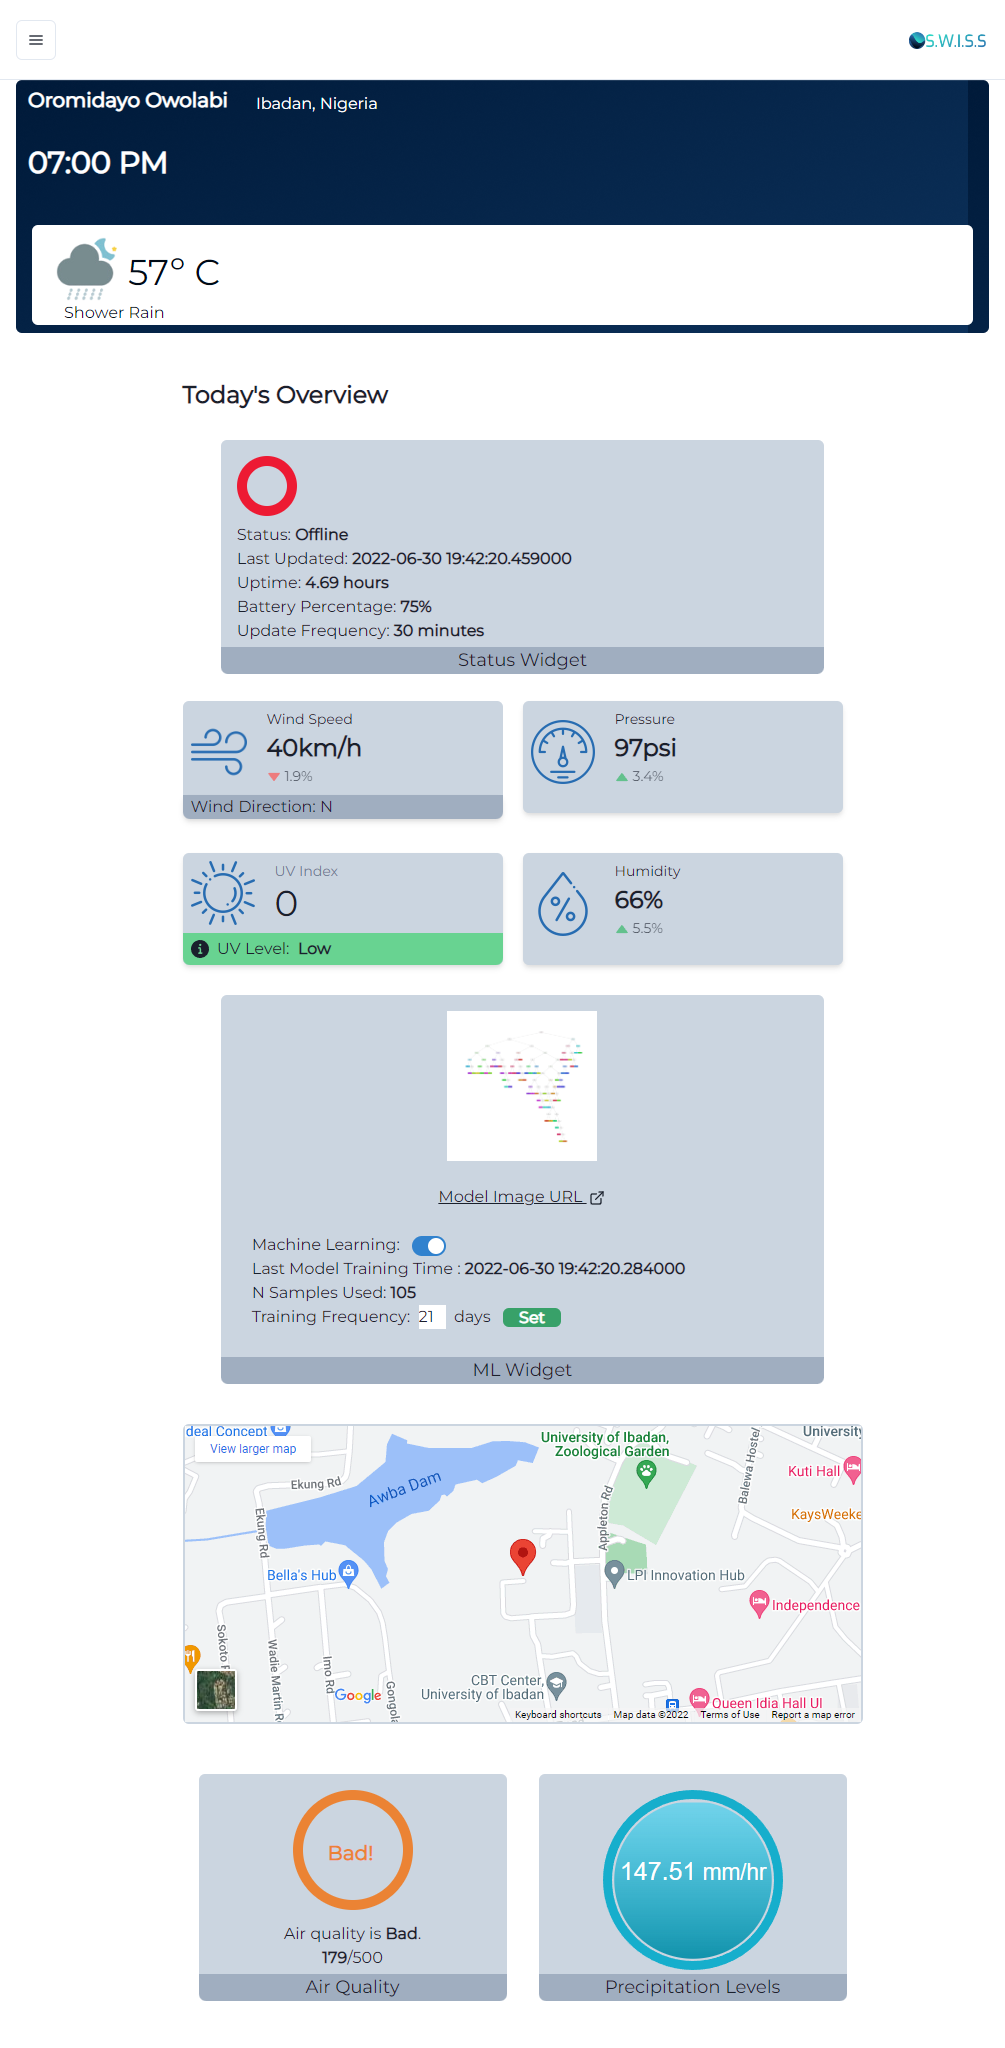 S.W.I.S.S
Oromidayo Owolabi Ibadan, Nigeria
07:00 PM
57° C
Shower Rain
Today's Overview
Status: Offline
Last Updated: 2022-06-30 19:42:20.459000
Uptime: 4.69 hours
Battery Percentage: 75%
Update Frequency: 30 minutes
Status Widget
Wind Speed
40km/h
1.9%
Wind Direction: N
Pressure
97psi
3.4%
UV Index
0
UV Level: Low
Humidity
66%
5.5%
Model Image URL
Machine Learning:
Last Model Training Time : 2022-06-30 19:42:20.284000
N Samples Used: 105
Training Frequency: 21 days Set
ML Widget
deal Concept
View larger map
University of Ibadan,
Zoological Garden
University
Kuti Hall
Balewa Hostel
Ekung Rd
Awba Dam
Appleton Rd
KaysWeeke
Ekung Rd
Bella's Hub
LPI Innovation Hub
Independence
Sokoto
Wadie Martin R
Imo Rd
Gongola
CBT Center,
University of Ibadan
Queen Idia Hall UI
Google
Keyboard shortcuts Map data ©2022 Terms of Use Report a map error
Bad!
Air quality is Bad.
179/500
Air Quality
147.51 mm/hr
Precipitation Levels